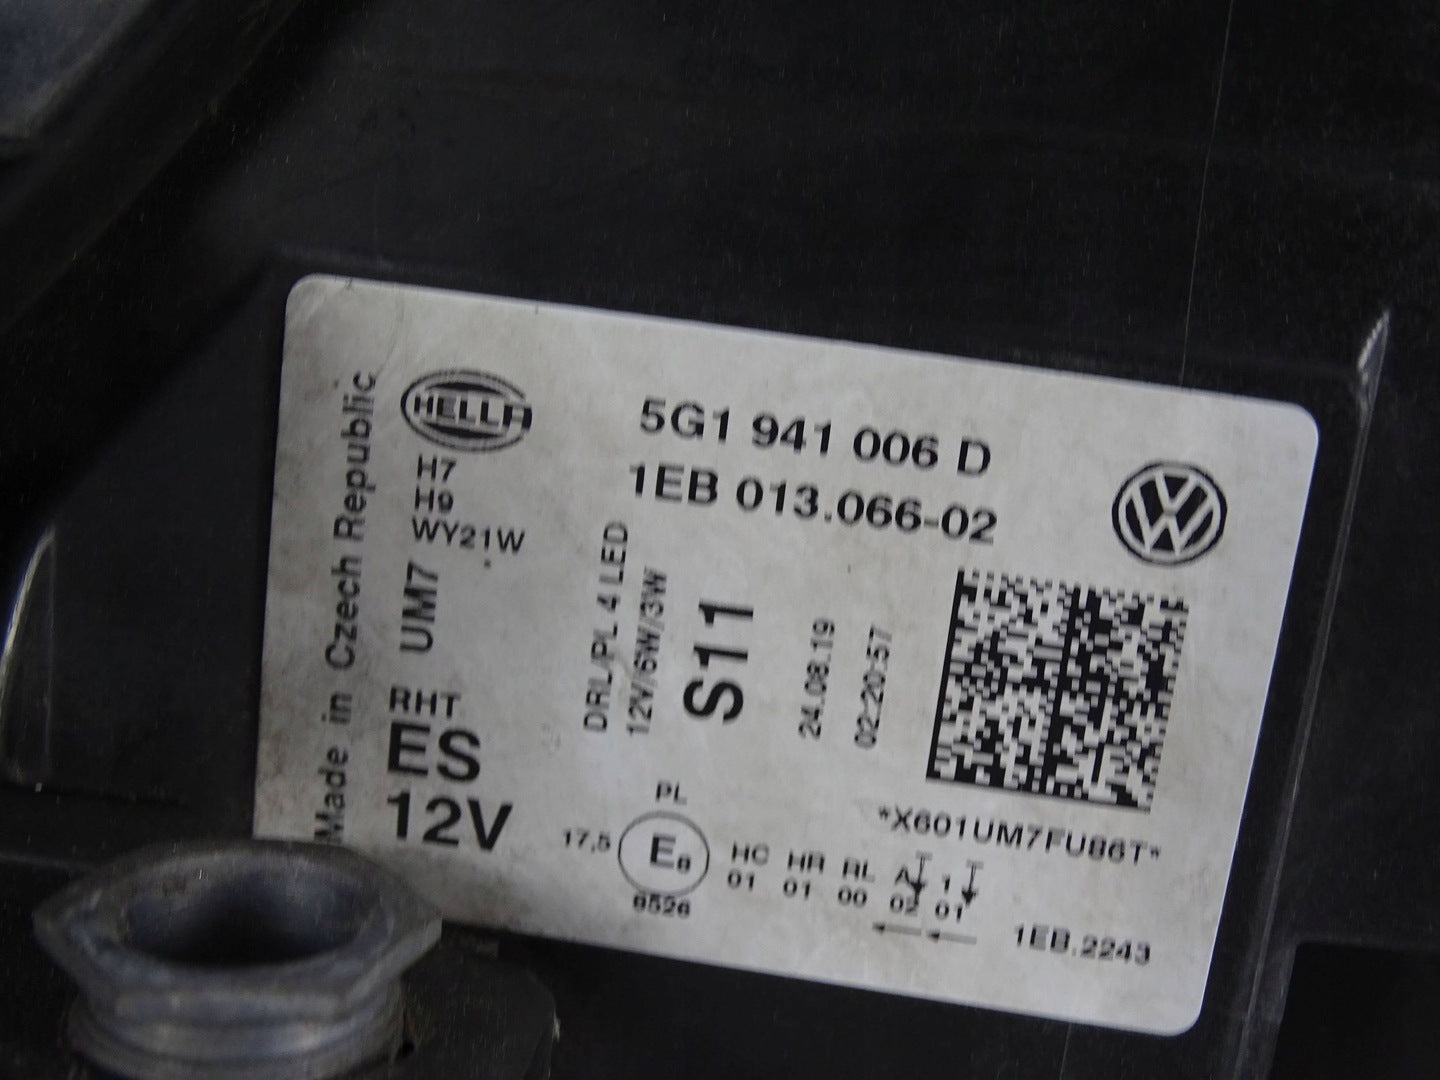 Made in Czech Republic
HELLA
H7
H9
WY21W
UM7
RHT
ES
12V
5G1 941 006 D
1EB 013.066-02
DRL/PL 4 LED
12V/6W/3W
S11
24.08.19
02:20:57
*X601UM7FU86T*
PL
17,5
E8
HC HR RL A 1
01 01 00 02 01
1EB.2243